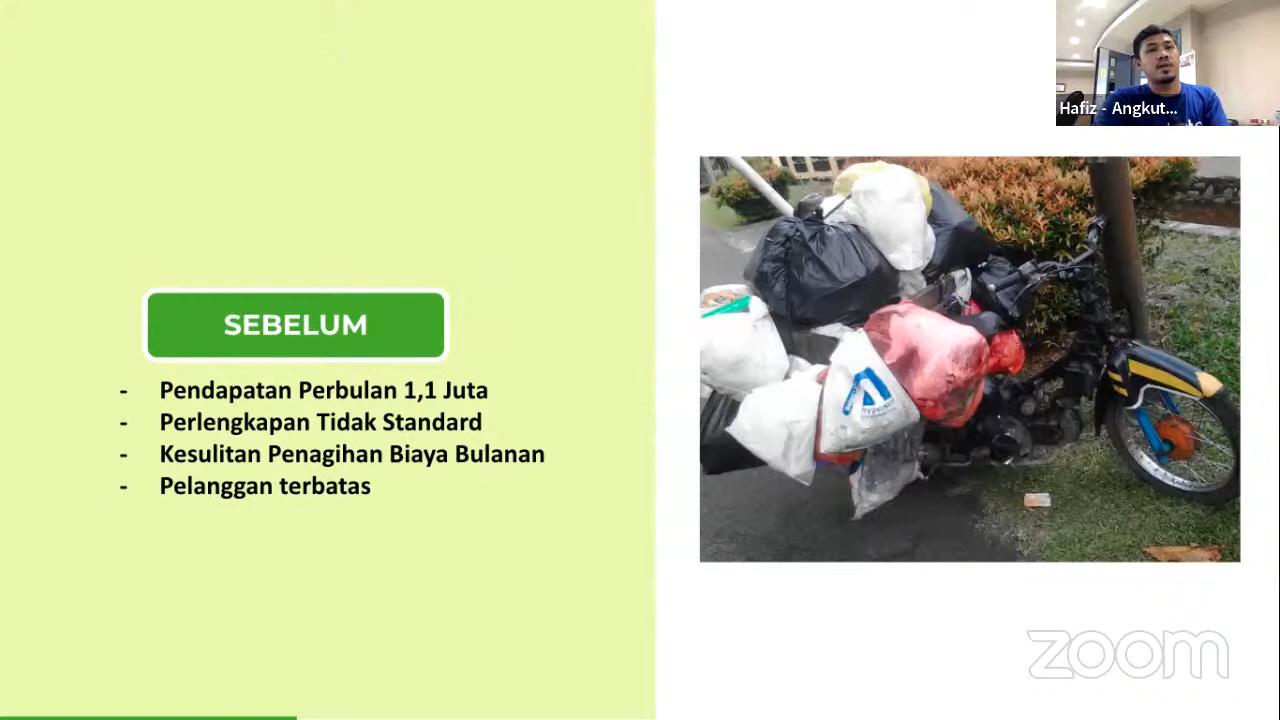 Hafiz - Angkut...
SEBELUM
- Pendapatan Perbulan 1,1 Juta
- Perlengkapan Tidak Standard
- Kesulitan Penagihan Biaya Bulanan
- Pelanggan terbatas
zoom